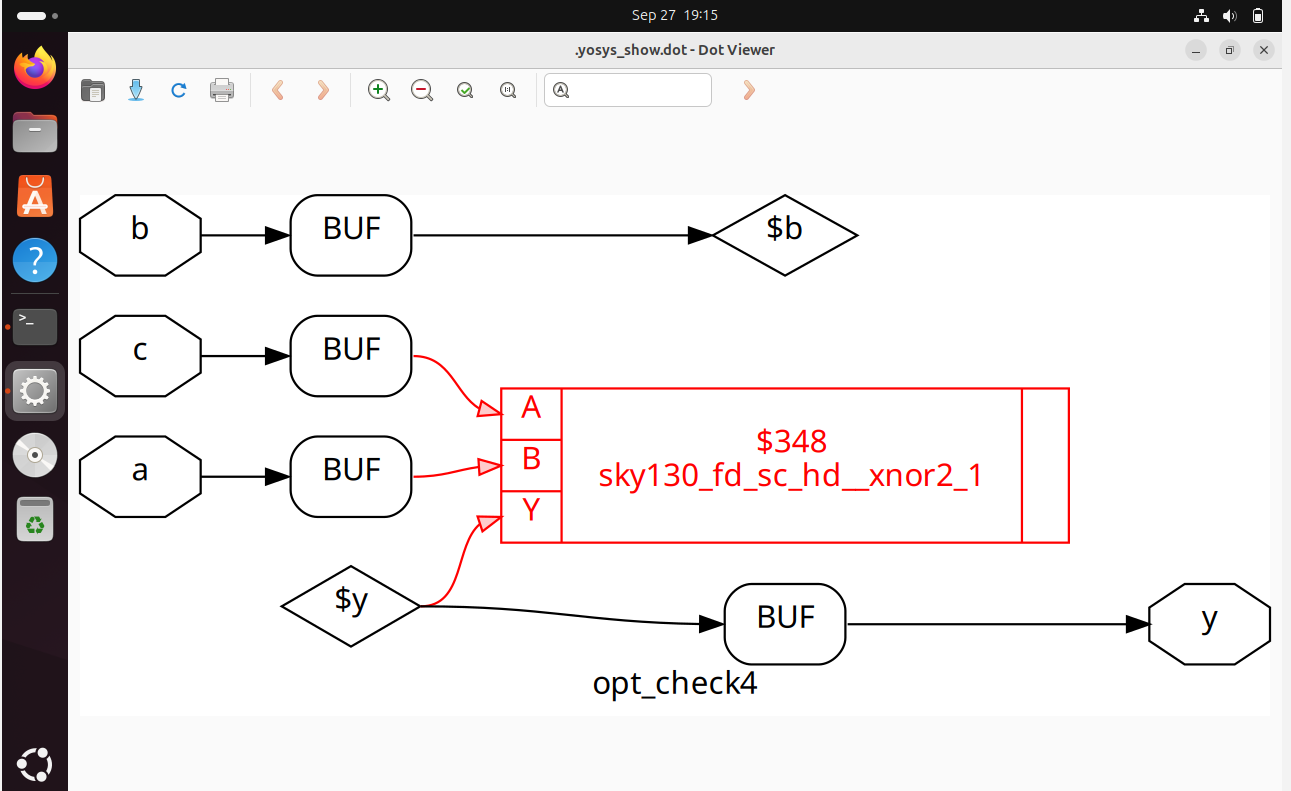 Sep 27 19:15
.yosys_show.dot - Dot Viewer
b
BUF
$b
c
BUF
A
$348
a
BUF
B
sky130_fd_sc_hd__xnor2_1
Y
$y
BUF
y
opt_check4